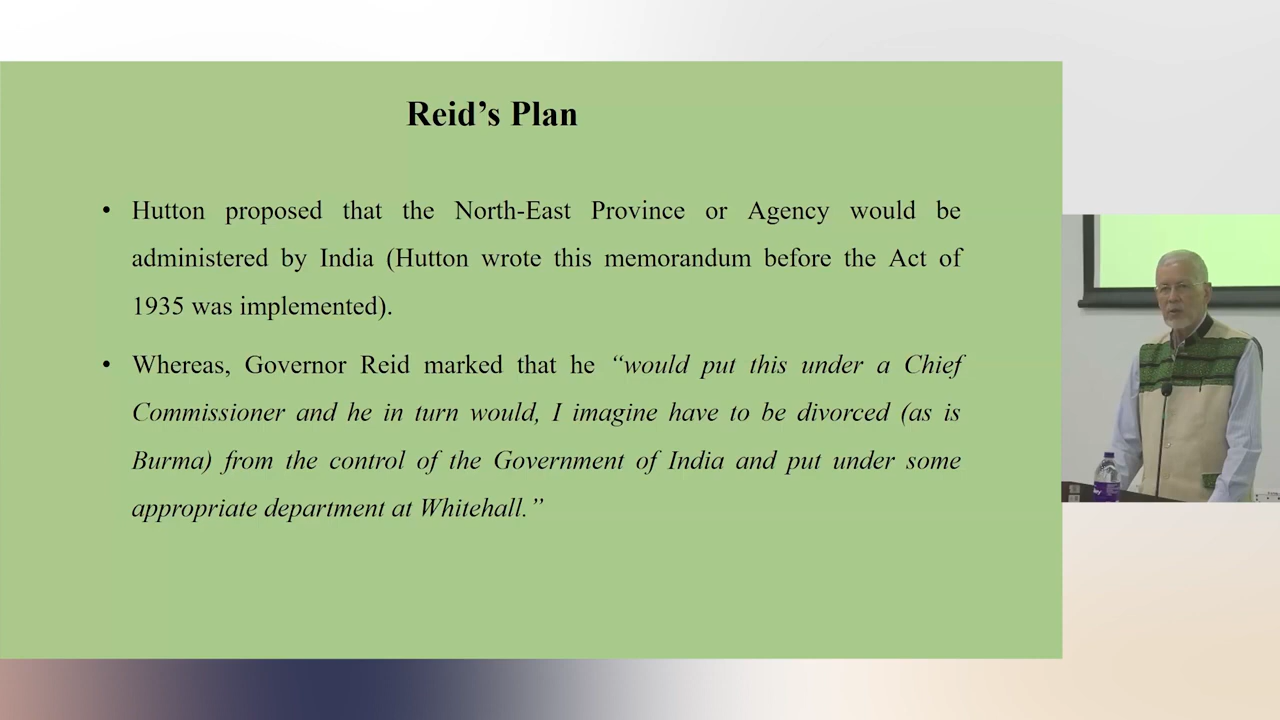 Reid’s Plan
• Hutton proposed that the North-East Province or Agency would be
administered by India (Hutton wrote this memorandum before the Act of
1935 was implemented).
• Whereas, Governor Reid marked that he “would put this under a Chief
Commissioner and he in turn would, I imagine have to be divorced (as is
Burma) from the control of the Government of India and put under some
appropriate department at Whitehall.”